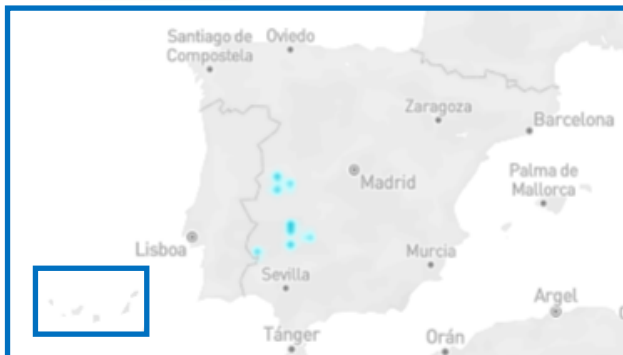 Santiago de
Compostela
Oviedo
Zaragoza
Barcelona
Madrid
Palma de
Mallorca
Lisboa
Murcia
Sevilla
Argel
Tánger
Orán